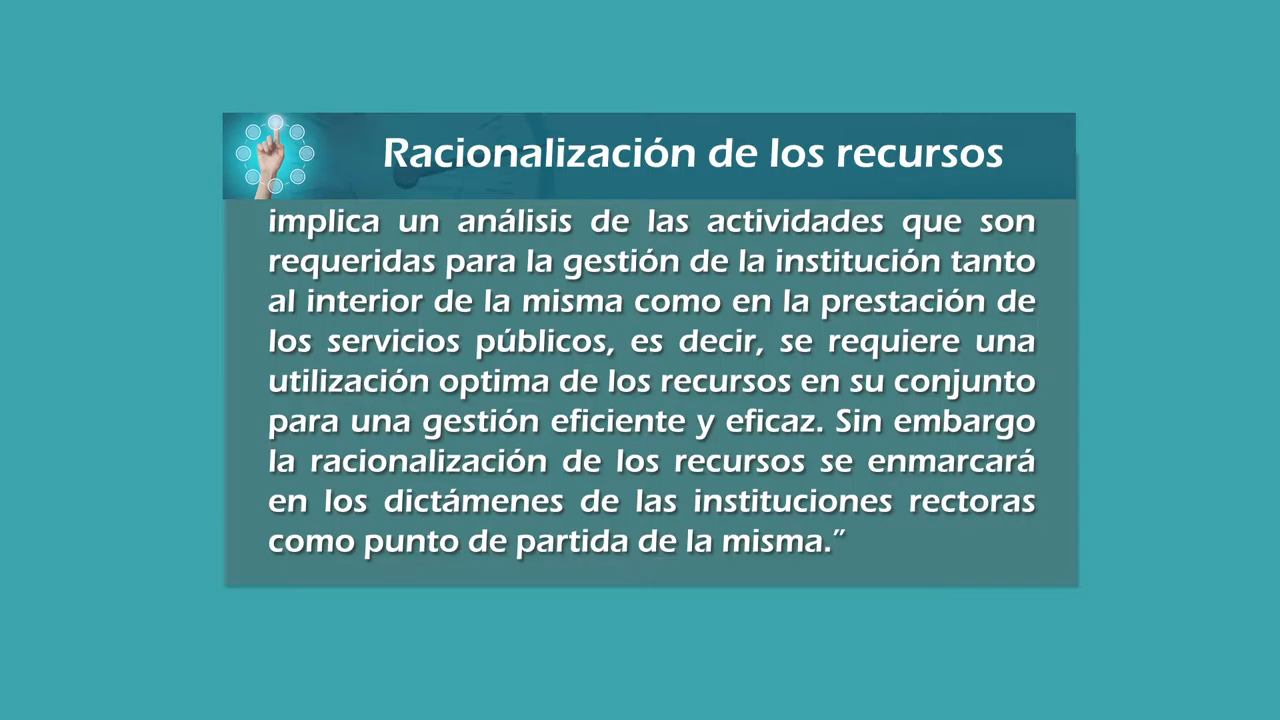 Racionalización de los recursos
implica un análisis de las actividades que son
requeridas para la gestión de la institución tanto
al interior de la misma como en la prestación de
los servicios públicos, es decir, se requiere una
utilización optima de los recursos en su conjunto
para una gestión eficiente y eficaz. Sin embargo
la racionalización de los recursos se enmarcará
en los dictámenes de las instituciones rectoras
como punto de partida de la misma.”